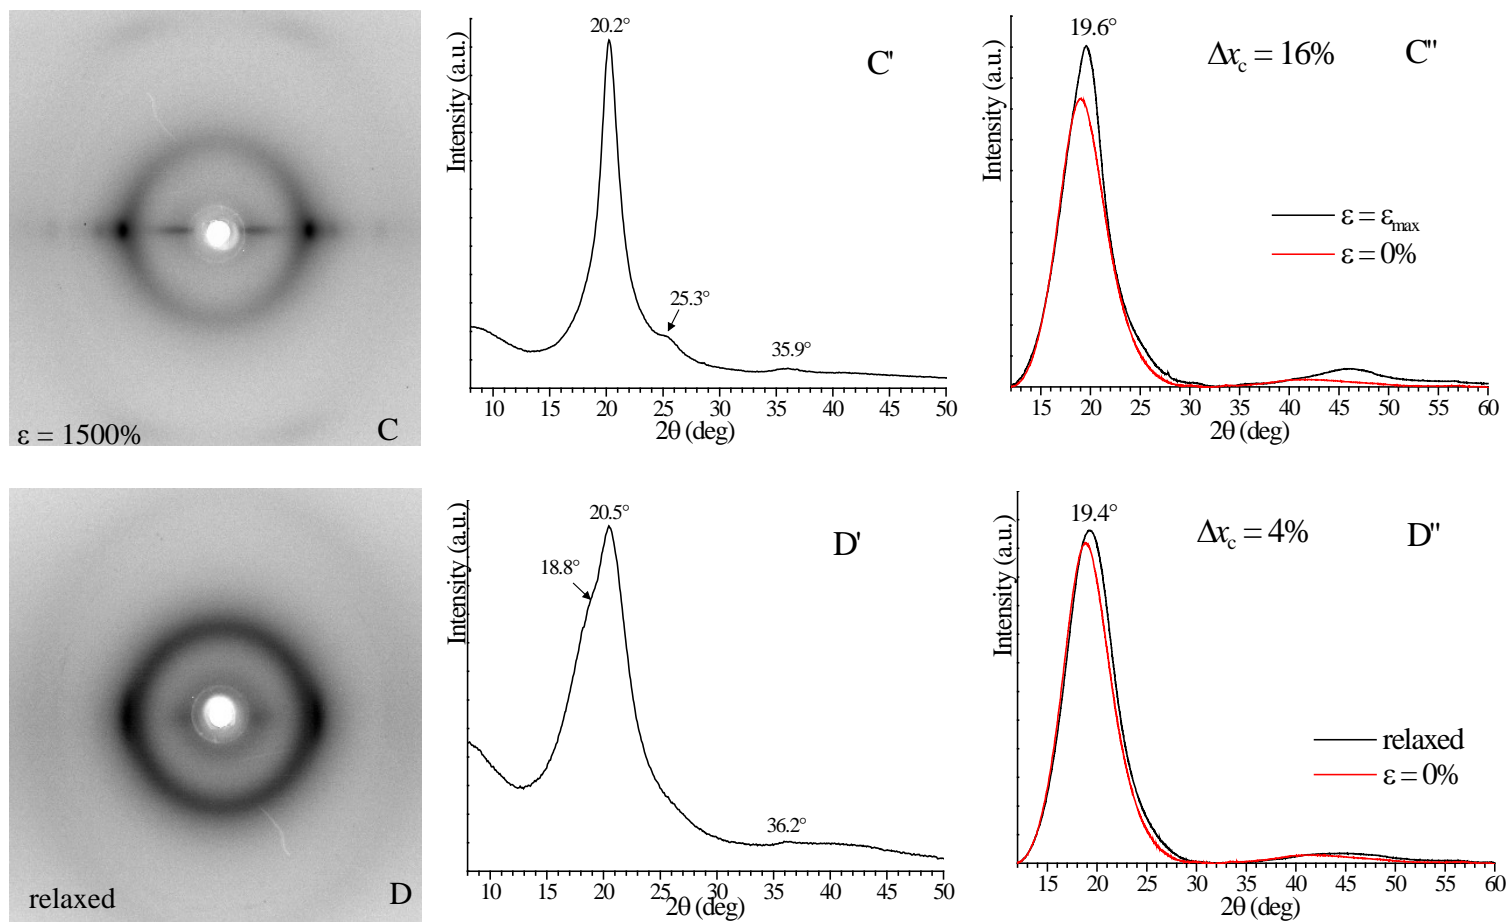 ε = 1500%
C
Intensity (a.u.)
20.2°
C'
25.3°
35.9°
10 15 20 25 30 35 40 45 50
2θ (deg)
Intensity (a.u.)
19.6°
Δxc = 16%
C"
ε = εmax
ε = 0%
15 20 25 30 35 40 45 50 55 60
2θ (deg)
relaxed
D
Intensity (a.u.)
20.5°
D'
18.8°
36.2°
10 15 20 25 30 35 40 45 50
2θ (deg)
Intensity (a.u.)
19.4°
Δxc = 4%
D"
relaxed
ε = 0%
15 20 25 30 35 40 45 50 55 60
2θ (deg)